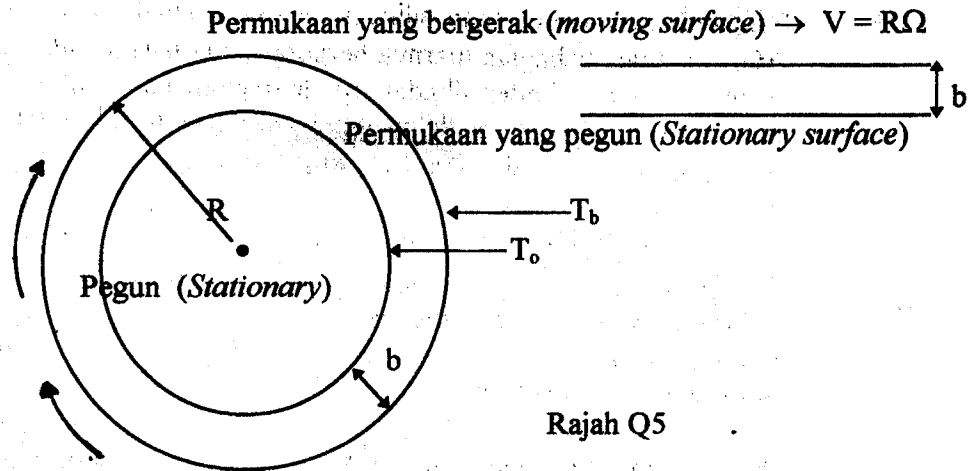 Permukaan yang bergerak (moving surface) → V = RΩ
b
Permukaan yang pegun (Stationary surface)
R
T_b
T_o
Pegun (Stationary)
b
Rajah Q5 .